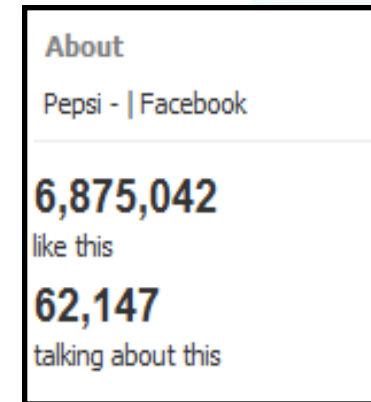 About
Pepsi - | Facebook
6,875,042
like this
62,147
talking about this